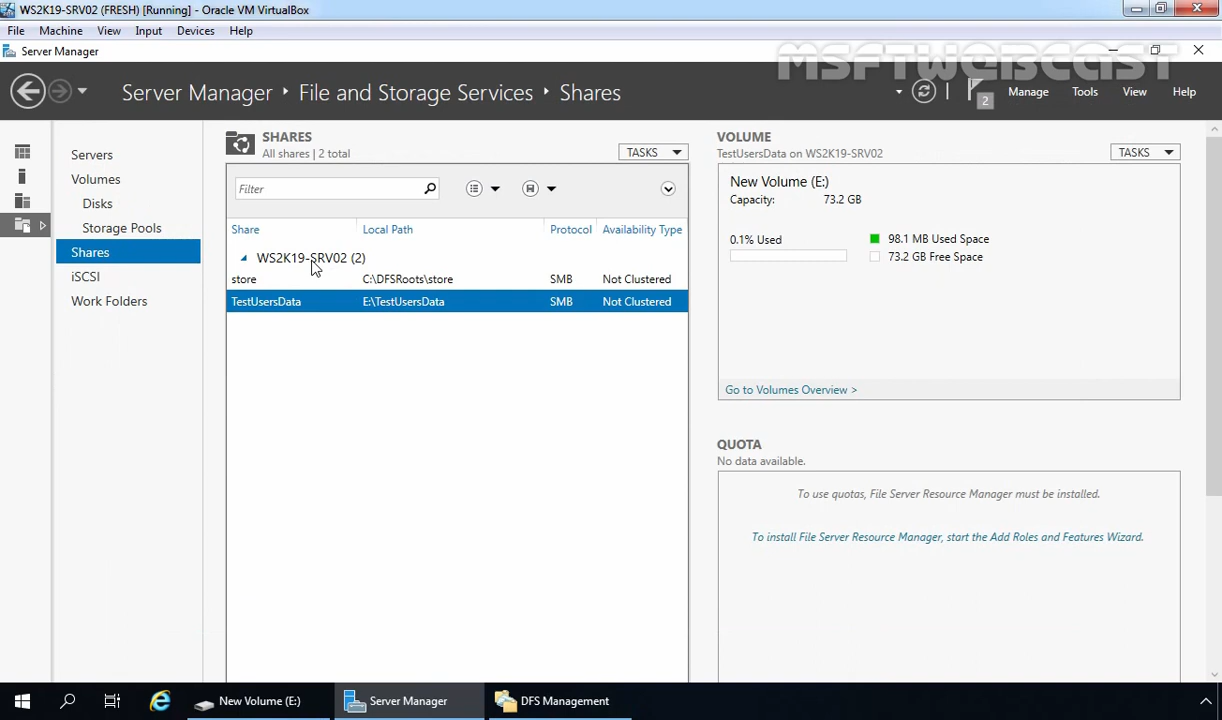 WS2K19-SRV02 (FRESH) [Running] - Oracle VM VirtualBox
File Machine View Input Devices Help
Server Manager
MSFTWEBCAST
Server Manager File and Storage Services Shares
2 Manage Tools View Help
Servers
Volumes
Disks
Storage Pools
Shares
iSCSI
Work Folders
SHARES
All shares | 2 total
TASKS
Filter
Share Local Path Protocol Availability Type
WS2K19-SRV02 (2)
store C:\DFSRoots\store SMB Not Clustered
TestUsersData E:\TestUsersData SMB Not Clustered
VOLUME
TestUsersData on WS2K19-SRV02
TASKS
New Volume (E:)
Capacity: 73.2 GB
0.1% Used
98.1 MB Used Space
73.2 GB Free Space
Go to Volumes Overview >
QUOTA
No data available.
To use quotas, File Server Resource Manager must be installed.
To install File Server Resource Manager, start the Add Roles and Features Wizard.
New Volume (E:) Server Manager DFS Management